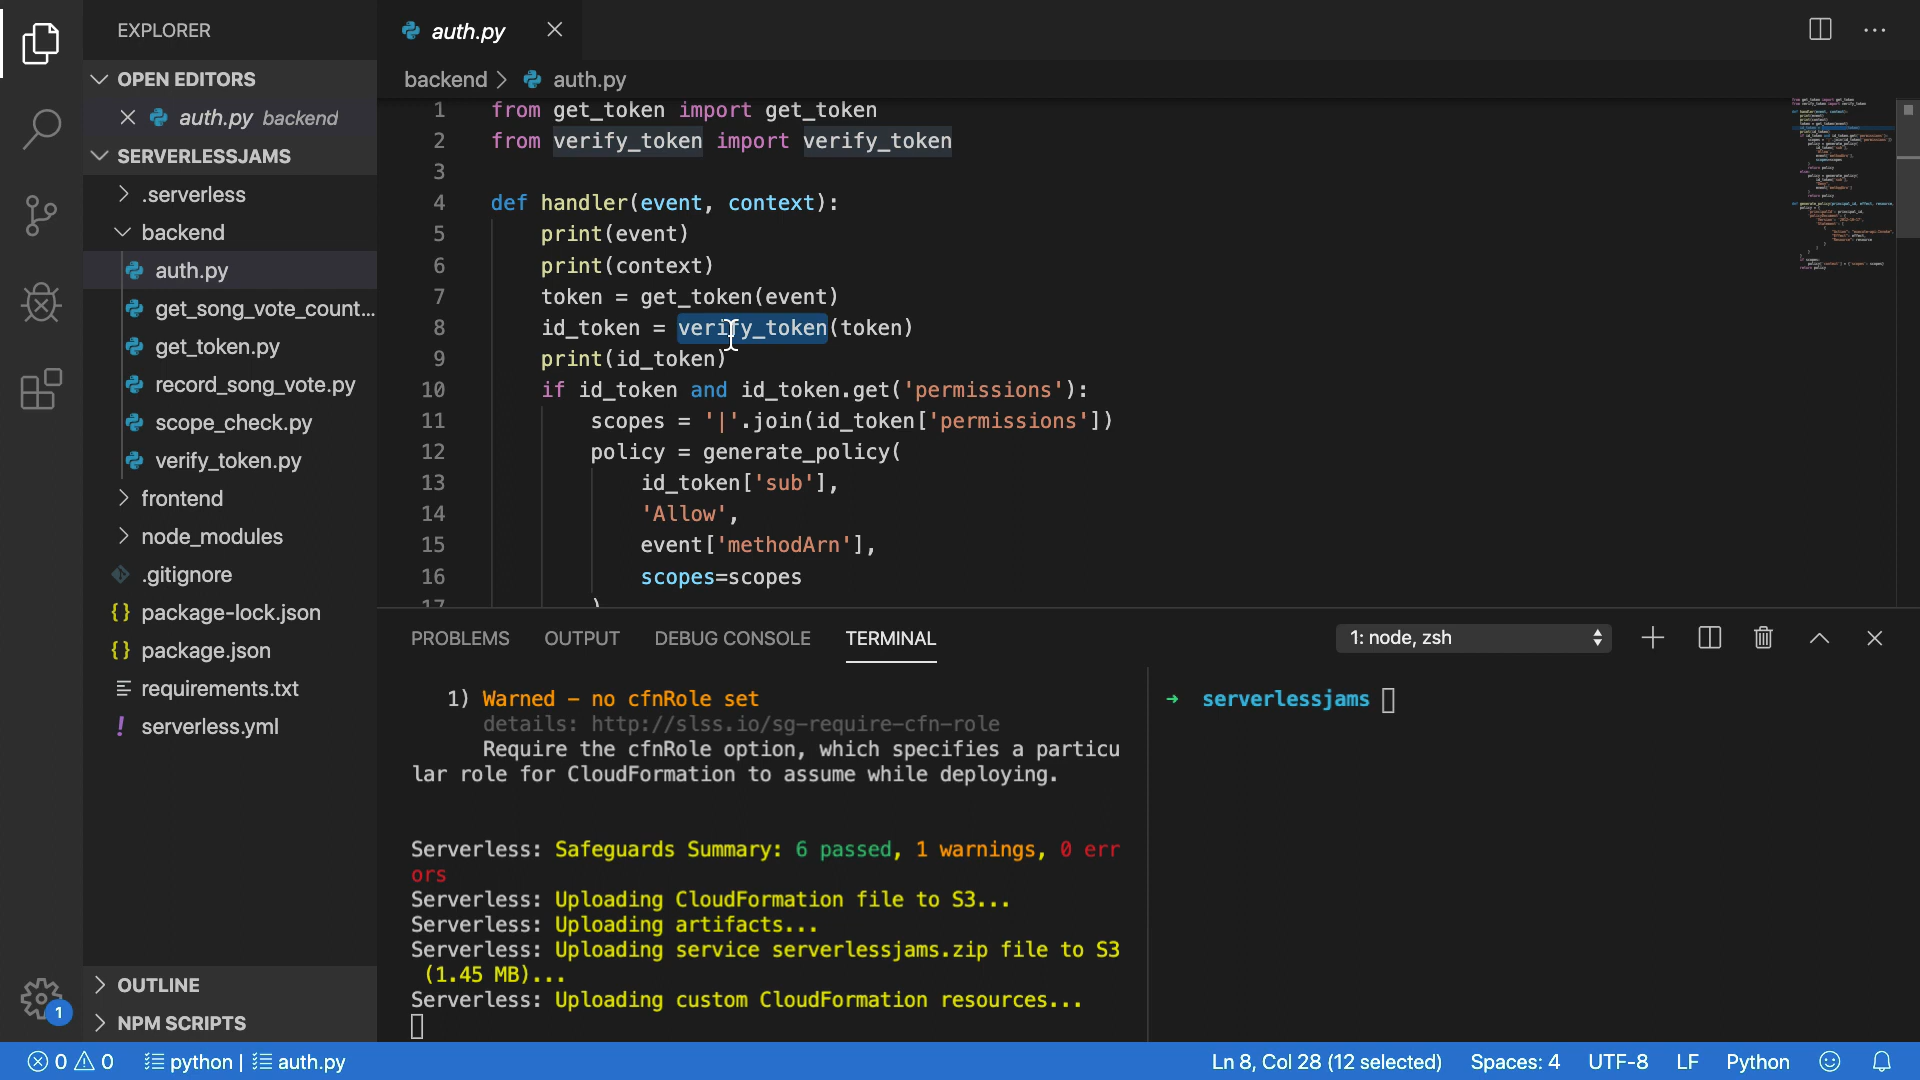 EXPLORER
OPEN EDITORS
auth.py backend
SERVERLESSJAMS
.serverless
backend
auth.py
get_song_vote_count...
get_token.py
record_song_vote.py
scope_check.py
verify_token.py
frontend
node_modules
.gitignore
package-lock.json
package.json
requirements.txt
serverless.yml
OUTLINE
NPM SCRIPTS
1
auth.py
backend > auth.py
1 from get_token import get_token
2 from verify_token import verify_token
3
4 def handler(event, context):
5 print(event)
6 print(context)
7 token = get_token(event)
8 id_token = verify_token(token)
9 print(id_token)
10 if id_token and id_token.get('permissions'):
11 scopes = '|'.join(id_token['permissions'])
12 policy = generate_policy(
13 id_token['sub'],
14 'Allow',
15 event['methodArn'],
16 scopes=scopes
17 )
PROBLEMS OUTPUT DEBUG CONSOLE TERMINAL
1: node, zsh
1) Warned – no cfnRole set
details: http://slss.io/sg-require-cfn-role
Require the cfnRole option, which specifies a particu
lar role for CloudFormation to assume while deploying.
Serverless: Safeguards Summary: 6 passed, 1 warnings, 0 err
ors
Serverless: Uploading CloudFormation file to S3...
Serverless: Uploading artifacts...
Serverless: Uploading service serverlessjams.zip file to S3
(1.45 MB)...
Serverless: Uploading custom CloudFormation resources...
→ serverlessjams
0 0 python | auth.py
Ln 8, Col 28 (12 selected) Spaces: 4 UTF-8 LF Python